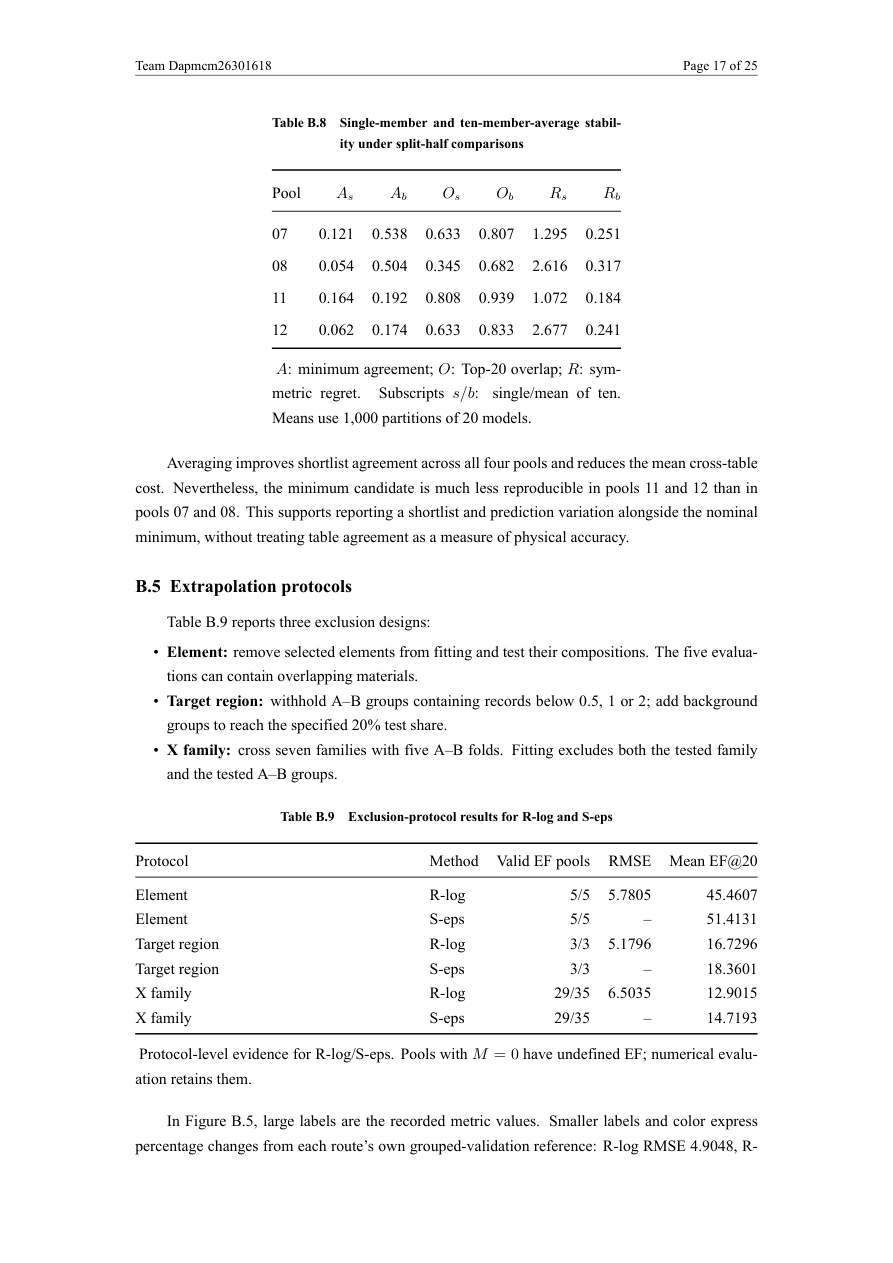 Team Dapmcm26301618 Page 17 of 25
Table B.8 Single-member and ten-member-average stabil-
ity under split-half comparisons
Pool A_s A_b O_s O_b R_s R_b
07 0.121 0.538 0.633 0.807 1.295 0.251
08 0.054 0.504 0.345 0.682 2.616 0.317
11 0.164 0.192 0.808 0.939 1.072 0.184
12 0.062 0.174 0.633 0.833 2.677 0.241
A: minimum agreement; O: Top-20 overlap; R: sym-
metric regret. Subscripts s/b: single/mean of ten.
Means use 1,000 partitions of 20 models.
Averaging improves shortlist agreement across all four pools and reduces the mean cross-table
cost. Nevertheless, the minimum candidate is much less reproducible in pools 11 and 12 than in
pools 07 and 08. This supports reporting a shortlist and prediction variation alongside the nominal
minimum, without treating table agreement as a measure of physical accuracy.
B.5 Extrapolation protocols
Table B.9 reports three exclusion designs:
• Element: remove selected elements from fitting and test their compositions. The five evalua-
tions can contain overlapping materials.
• Target region: withhold A–B groups containing records below 0.5, 1 or 2; add background
groups to reach the specified 20% test share.
• X family: cross seven families with five A–B folds. Fitting excludes both the tested family
and the tested A–B groups.
Table B.9 Exclusion-protocol results for R-log and S-eps
Protocol Method Valid EF pools RMSE Mean EF@20
Element R-log 5/5 5.7805 45.4607
Element S-eps 5/5 – 51.4131
Target region R-log 3/3 5.1796 16.7296
Target region S-eps 3/3 – 18.3601
X family R-log 29/35 6.5035 12.9015
X family S-eps 29/35 – 14.7193
Protocol-level evidence for R-log/S-eps. Pools with M = 0 have undefined EF; numerical evalu-
ation retains them.
In Figure B.5, large labels are the recorded metric values. Smaller labels and color express
percentage changes from each route’s own grouped-validation reference: R-log RMSE 4.9048, R-